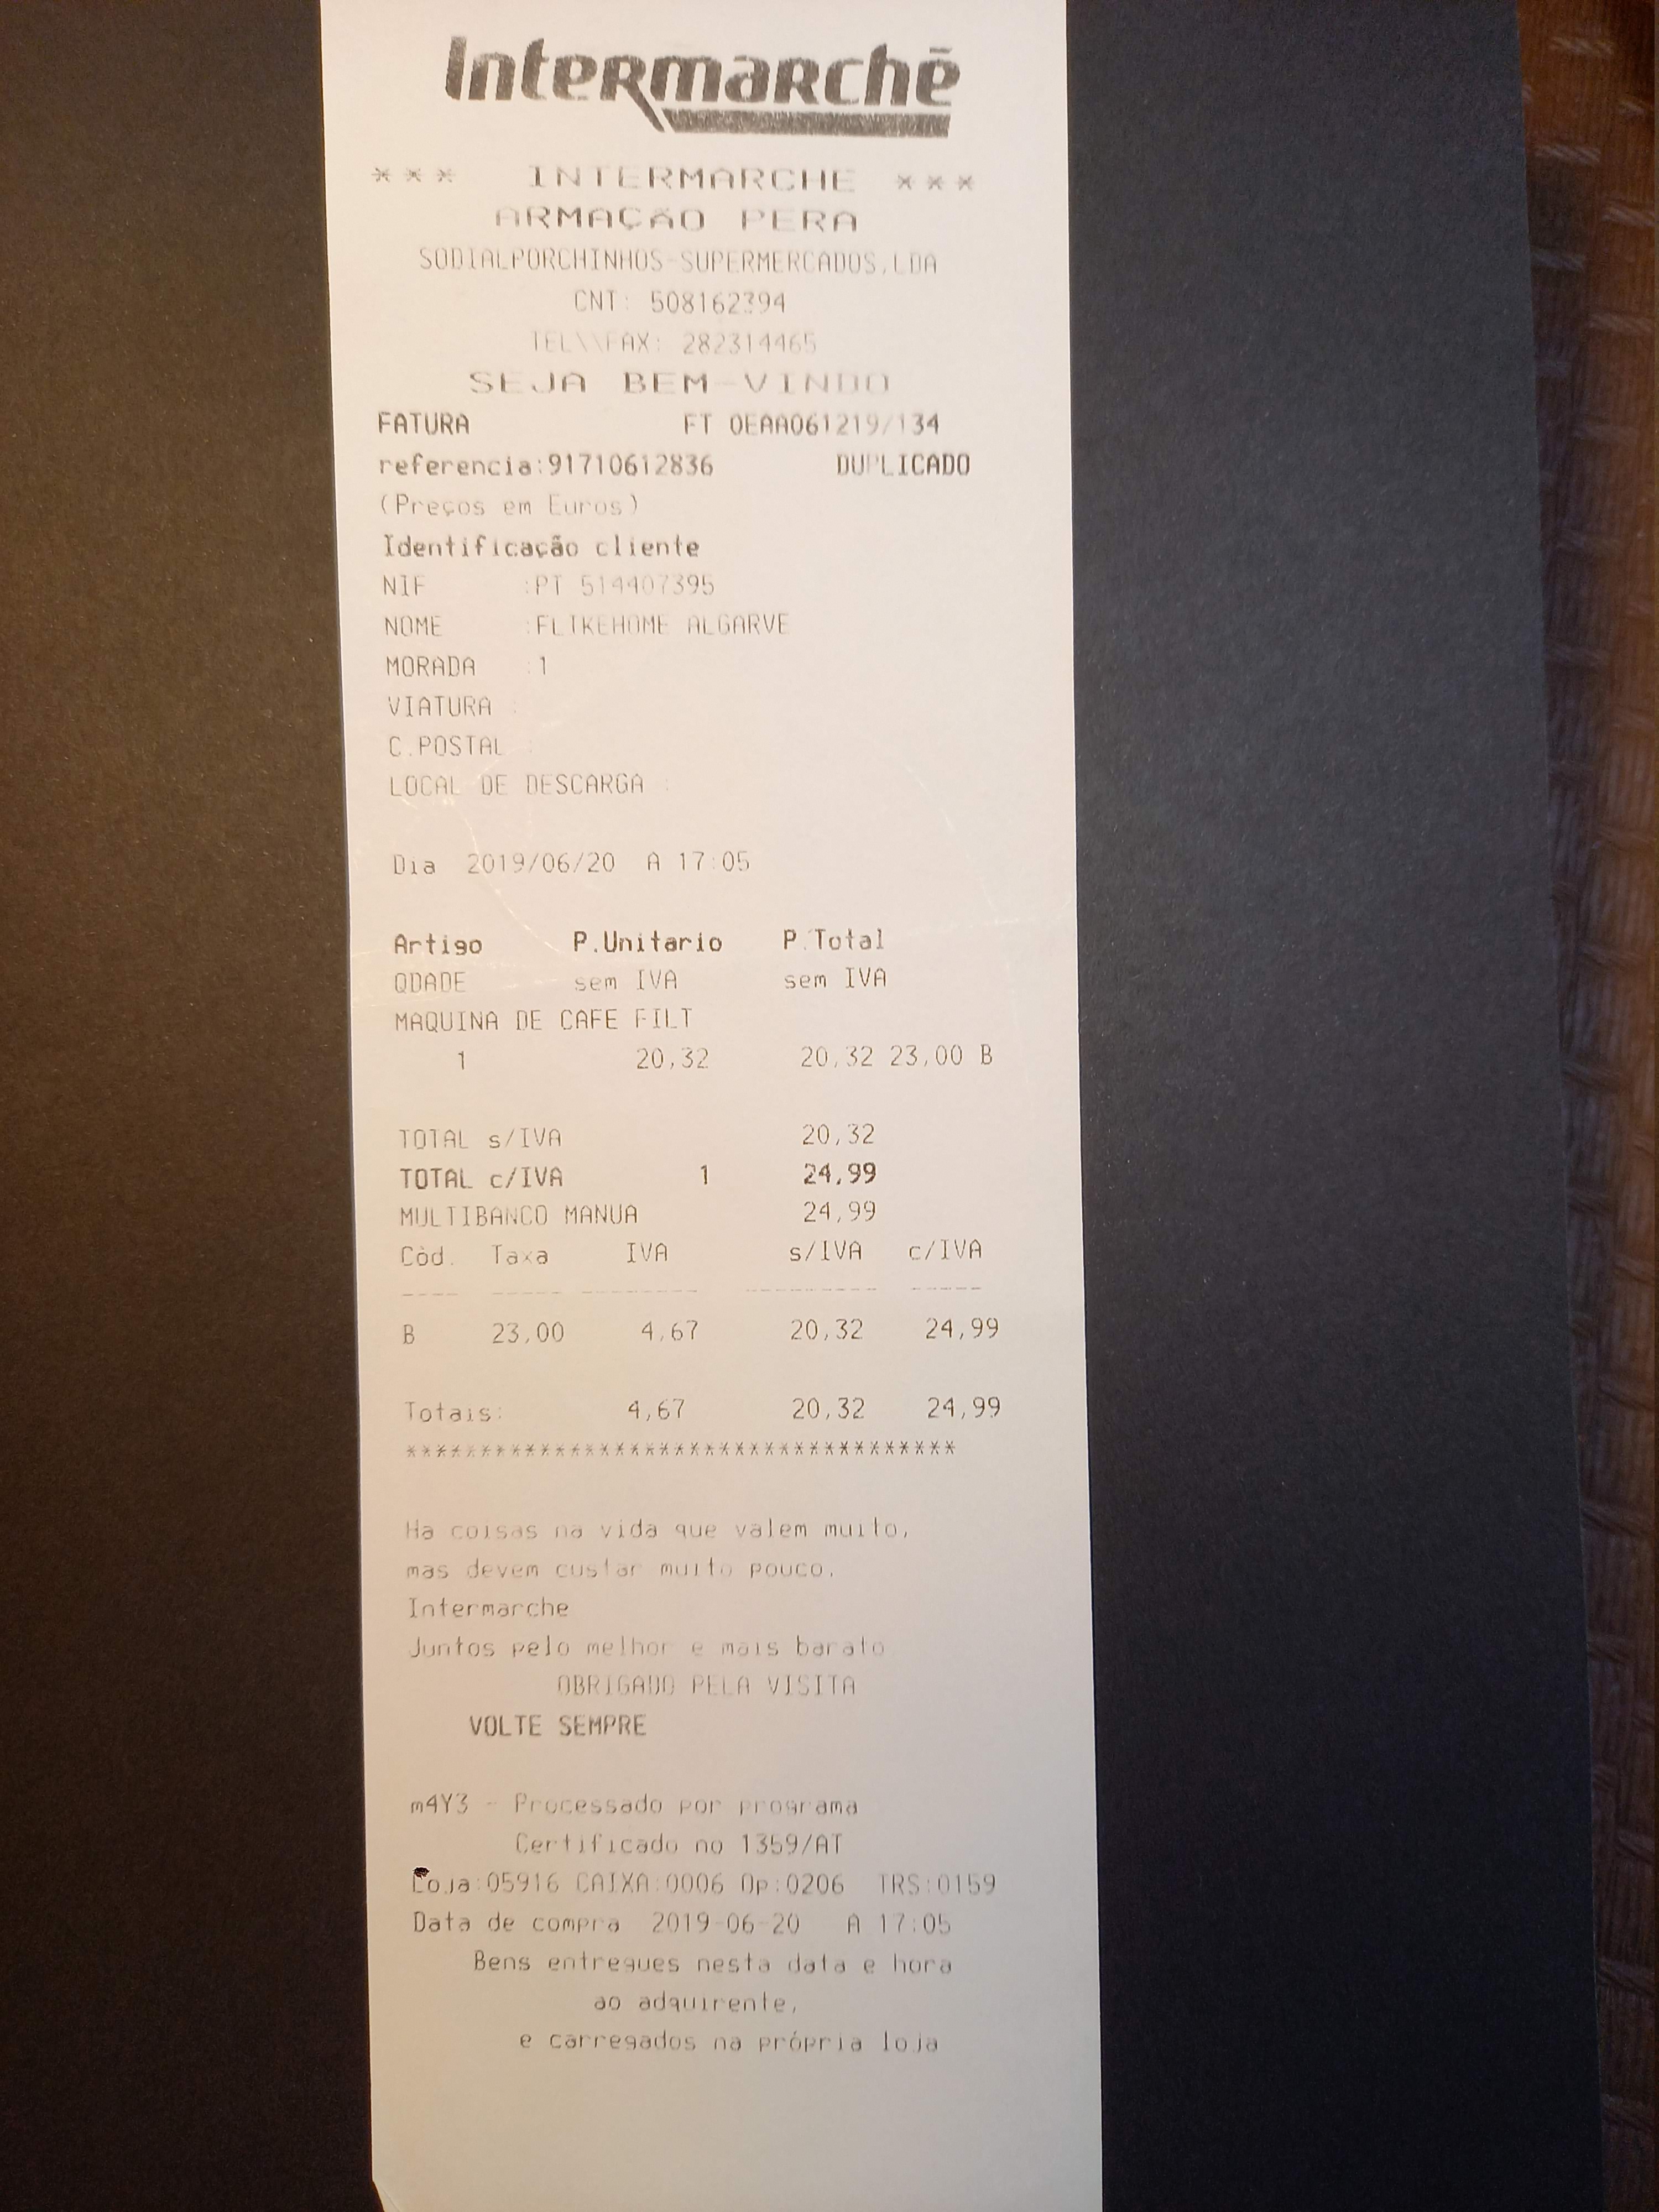 Intermarchē
*** INTERMARCHE ***
ARMAÇÃO PERA
SODIALPORCHINHOS-SUPERMERCADOS,LDA
CNT: 508162394
TEL\\FAX: 282314465
SEJA BEM-VINDO
FATURA FT 0EAA061219/134
referencia:91710612836 DUPLICADO
(Preços em Euros)
Identificação cliente
NIF :PT 514407395
NOME :FLIKEHOME ALGARVE
MORADA :1
VIATURA :
C.POSTAL :
LOCAL DE DESCARGA :
Dia 2019/06/20 A 17:05
Artigo P.Unitario P.Total
QDADE sem IVA sem IVA
MAQUINA DE CAFE FILT
1 20,32 20,32 23,00 B
TOTAL s/IVA 20,32
TOTAL c/IVA 1 24,99
MULTIBANCO MANUA 24,99
Cód. Taxa IVA s/IVA c/IVA
---- ----- -------- --------- -----
B 23,00 4,67 20,32 24,99
Totais: 4,67 20,32 24,99
*************************************
Ha coisas na vida que valem muito,
mas devem custar muito pouco.
Intermarche
Juntos pelo melhor e mais barato
OBRIGADO PELA VISITA
VOLTE SEMPRE
m4Y3 - Processado por programa
Certificado no 1359/AT
Loja:05916 CAIXA:0006 Op:0206 TRS:0159
Data de compra 2019-06-20 A 17:05
Bens entregues nesta data e hora
ao adquirente,
e carregados na própria loja